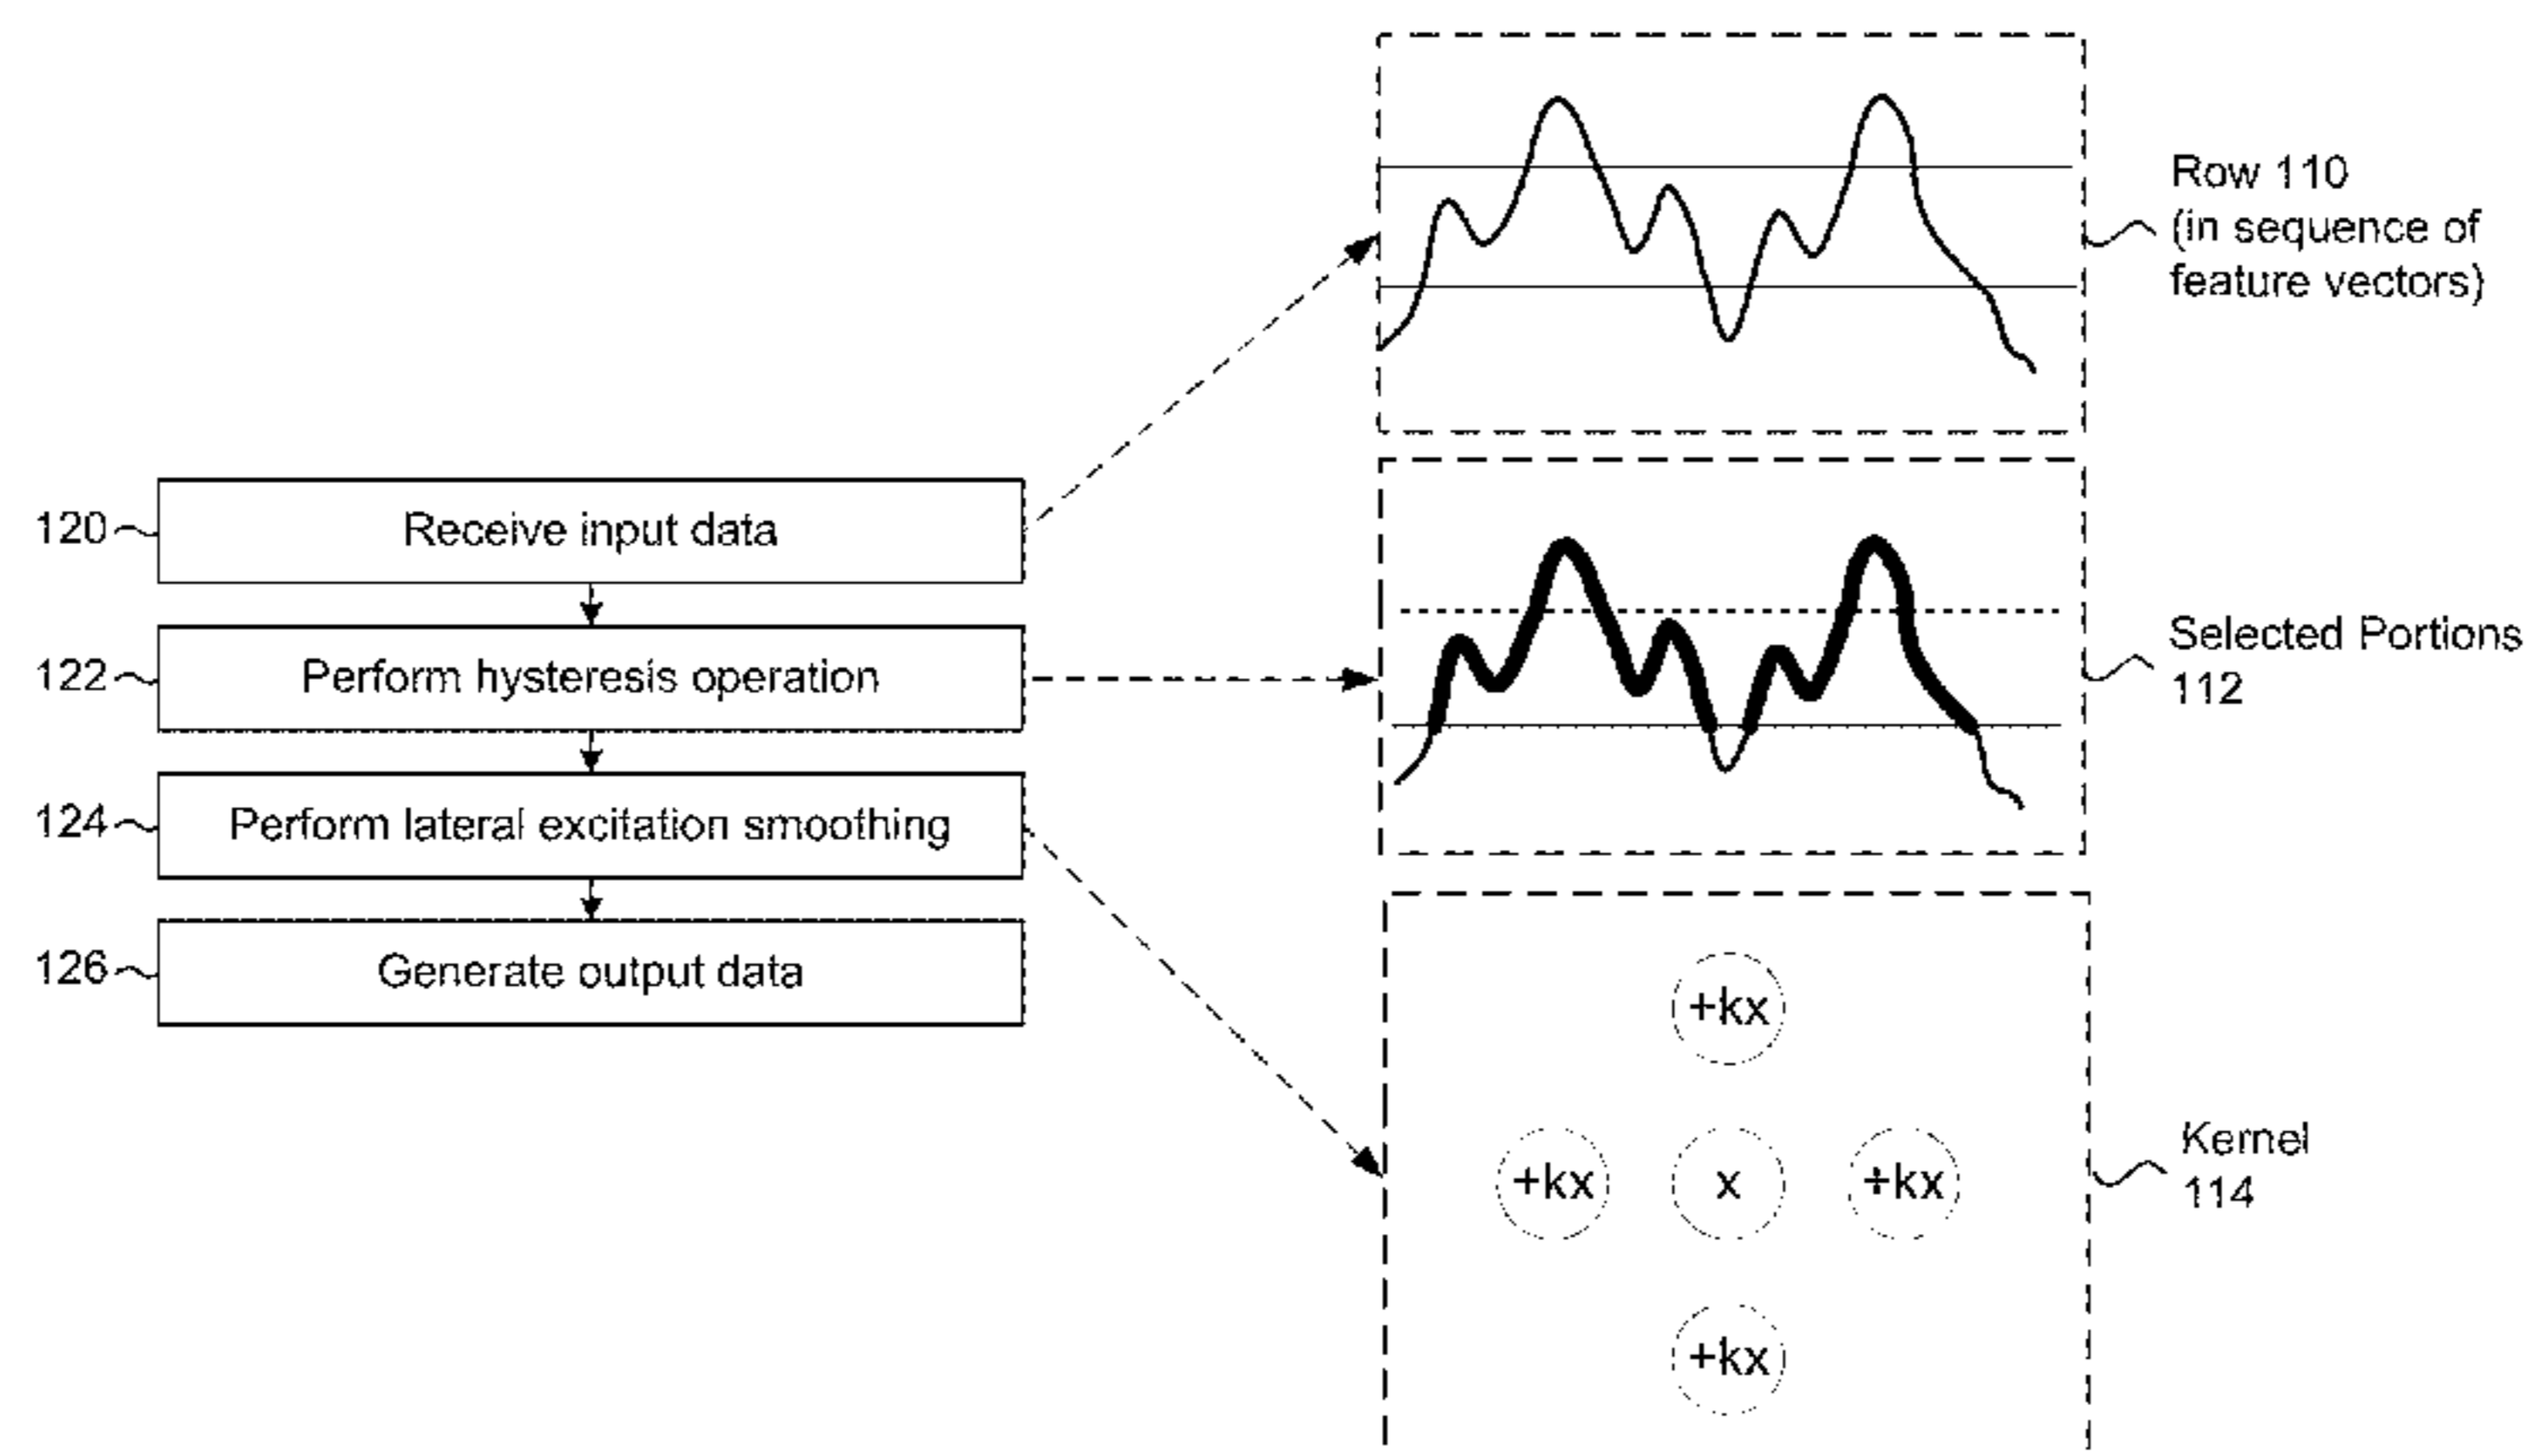 Row 110
(in sequence of
feature vectors)
120
Receive input data
122
Perform hysteresis operation
Selected Portions
112
124
Perform lateral excitation smoothing
126
Generate output data
+kx
+kx
x
+kx
Kernel
114
+kx